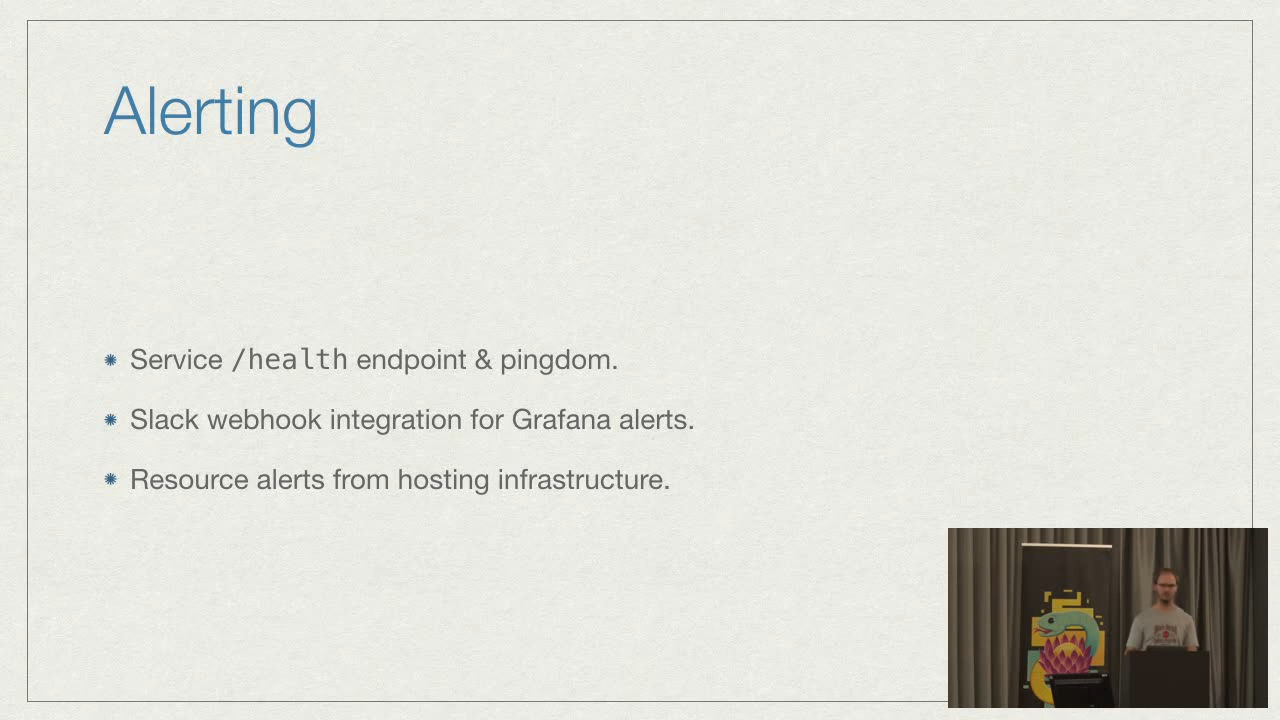 Alerting
Service /health endpoint & pingdom.
Slack webhook integration for Grafana alerts.
Resource alerts from hosting infrastructure.